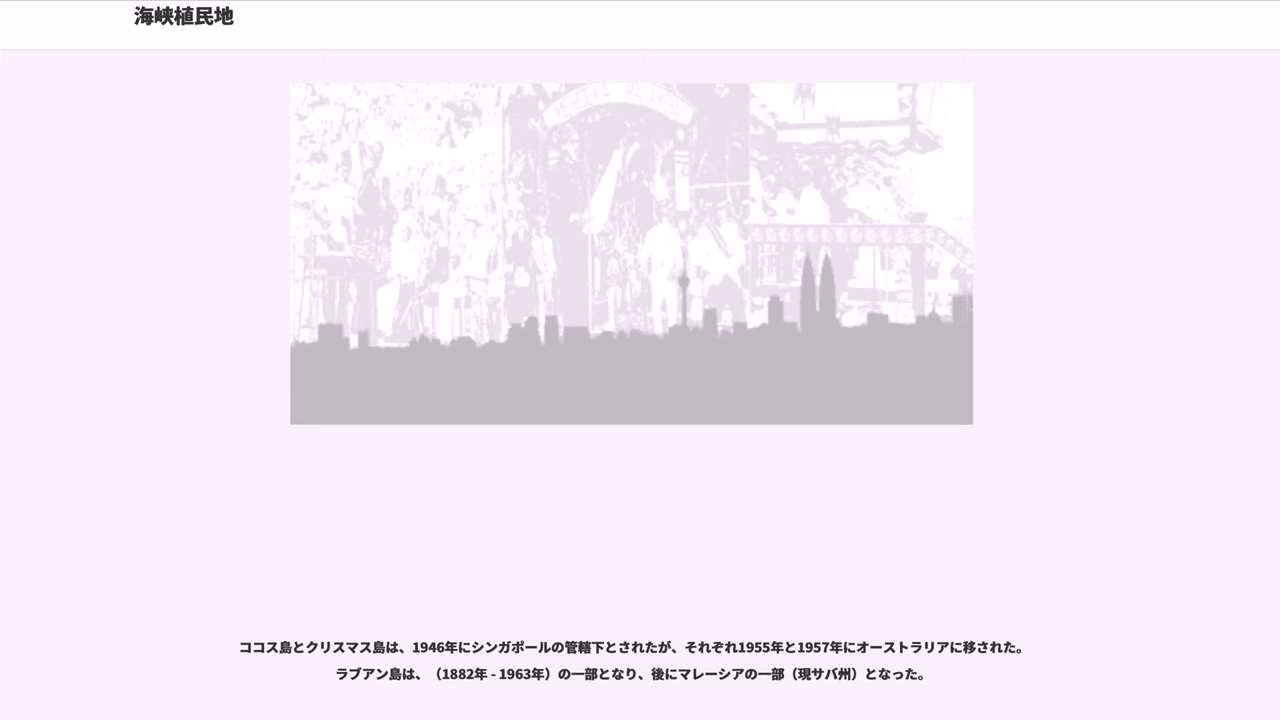 海峡植民地
ココス島とクリスマス島は、1946年にシンガポールの管轄下とされたが、それぞれ1955年と1957年にオーストラリアに移された。
ラブアン島は、（1882年 - 1963年）の一部となり、後にマレーシアの一部（現サバ州）となった。